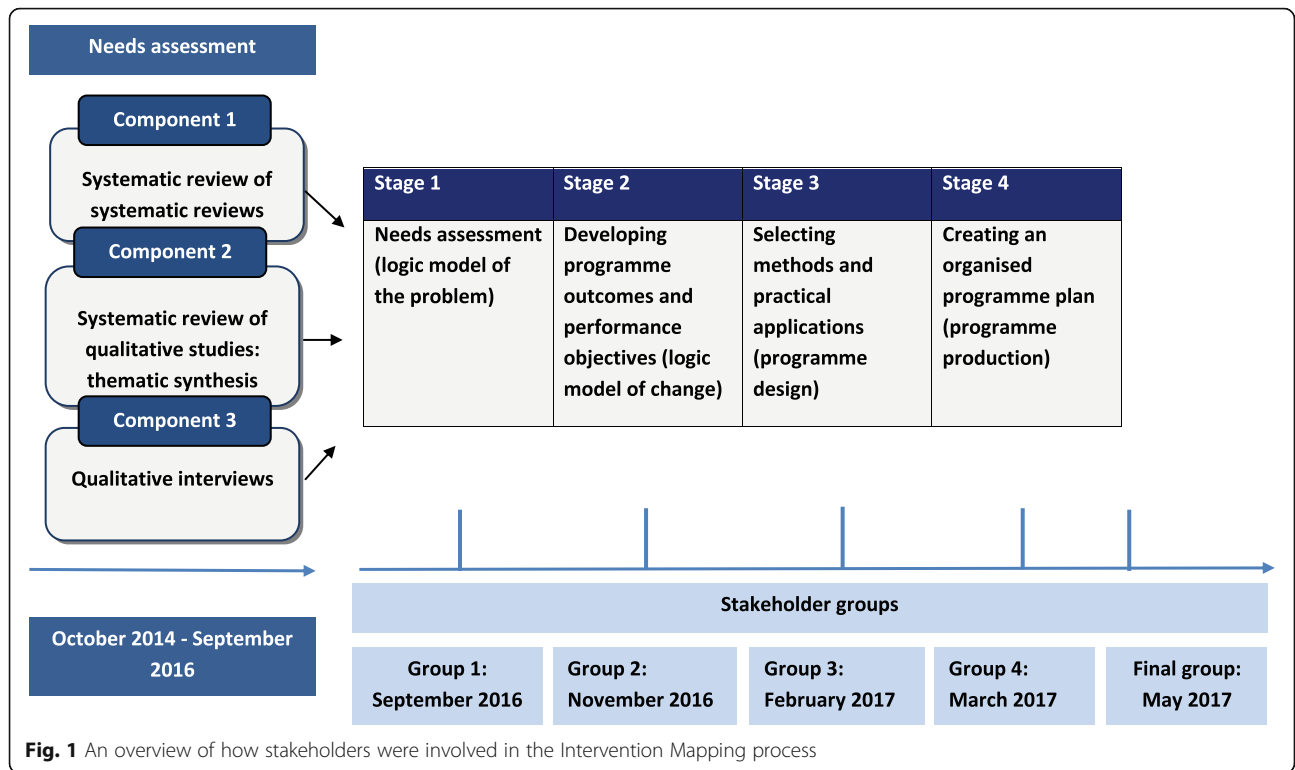 Needs assessment
Component 1
Systematic review of
systematic reviews
Component 2
Systematic review of
qualitative studies:
thematic synthesis
Component 3
Qualitative interviews
October 2014 - September
2016
Stage 1
Needs assessment
(logic model of
the problem)
Stage 2
Developing
programme
outcomes and
performance
objectives (logic
model of change)
Stage 3
Selecting
methods and
practical
applications
(programme
design)
Stage 4
Creating an
organised
programme plan
(programme
production)
Stakeholder groups
Group 1:
September 2016
Group 2:
November 2016
Group 3:
February 2017
Group 4:
March 2017
Final group:
May 2017
Fig. 1 An overview of how stakeholders were involved in the Intervention Mapping process